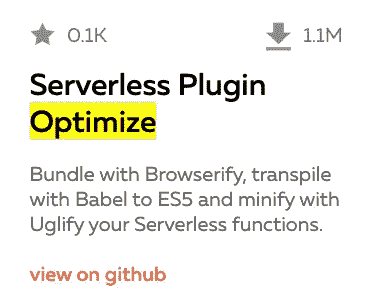 0.1K 1.1M
Serverless Plugin
Optimize
Bundle with Browserify, transpile
with Babel to ES5 and minify with
Uglify your Serverless functions.
view on github